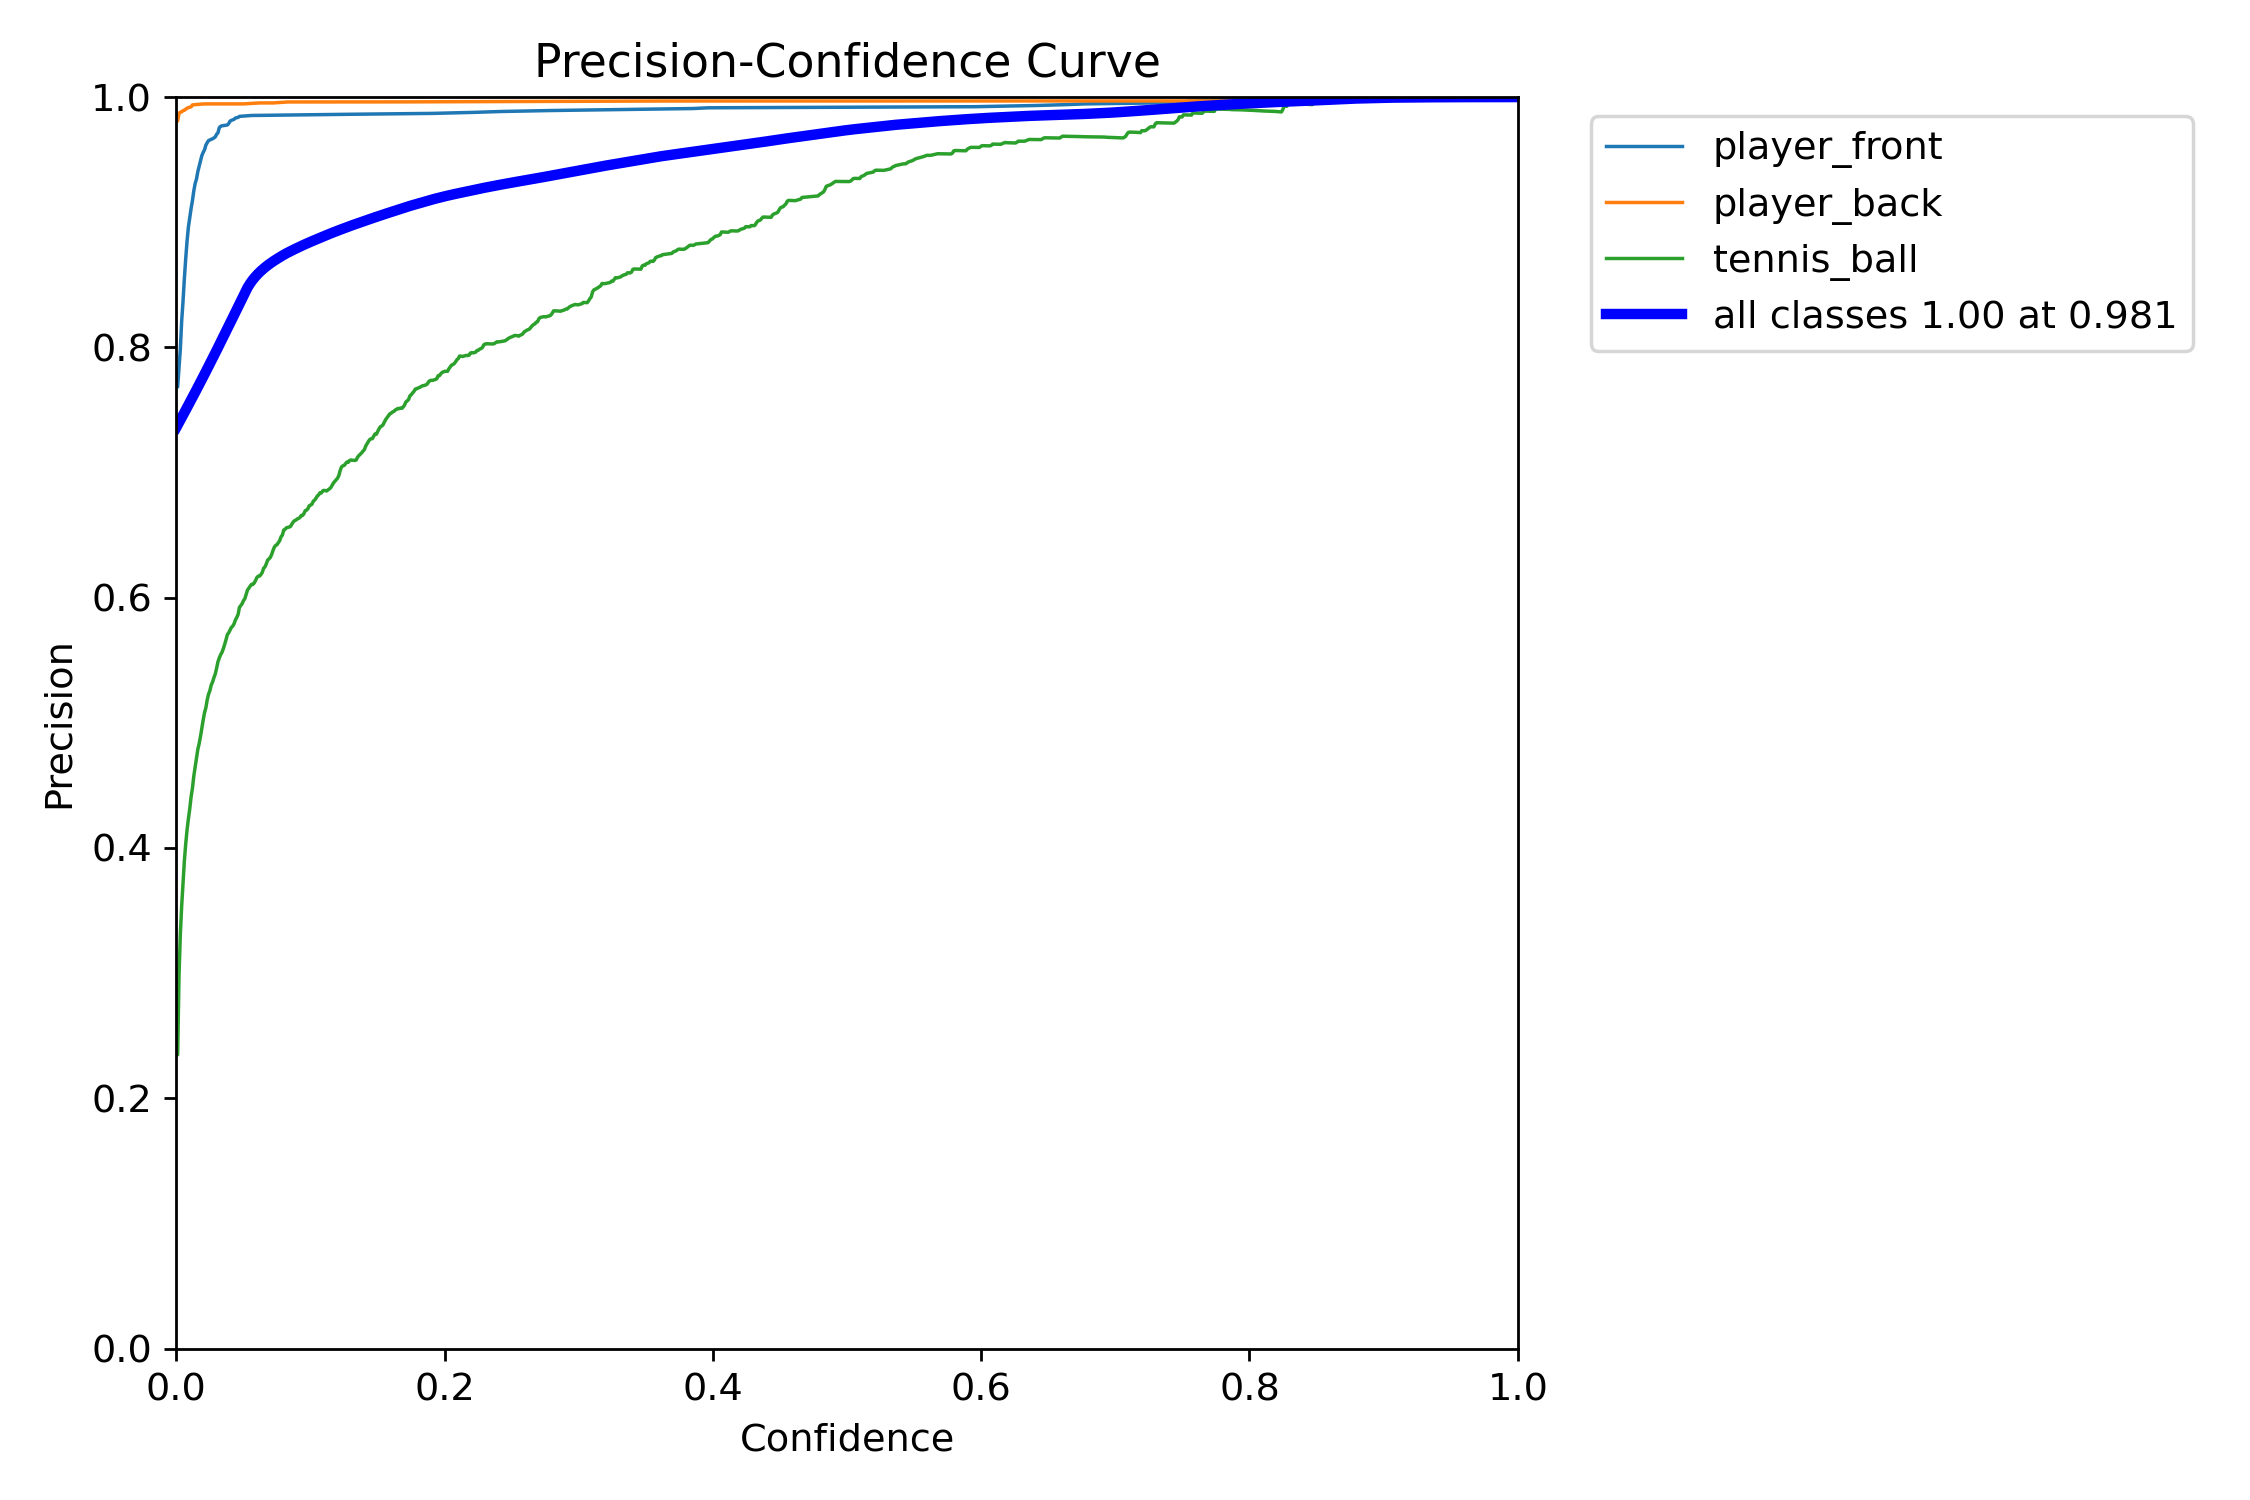 Precision-Confidence Curve
1.0
0.8
0.6
0.4
0.2
0.0
Precision
0.0 0.2 0.4 0.6 0.8 1.0
Confidence
player_front
player_back
tennis_ball
all classes 1.00 at 0.981